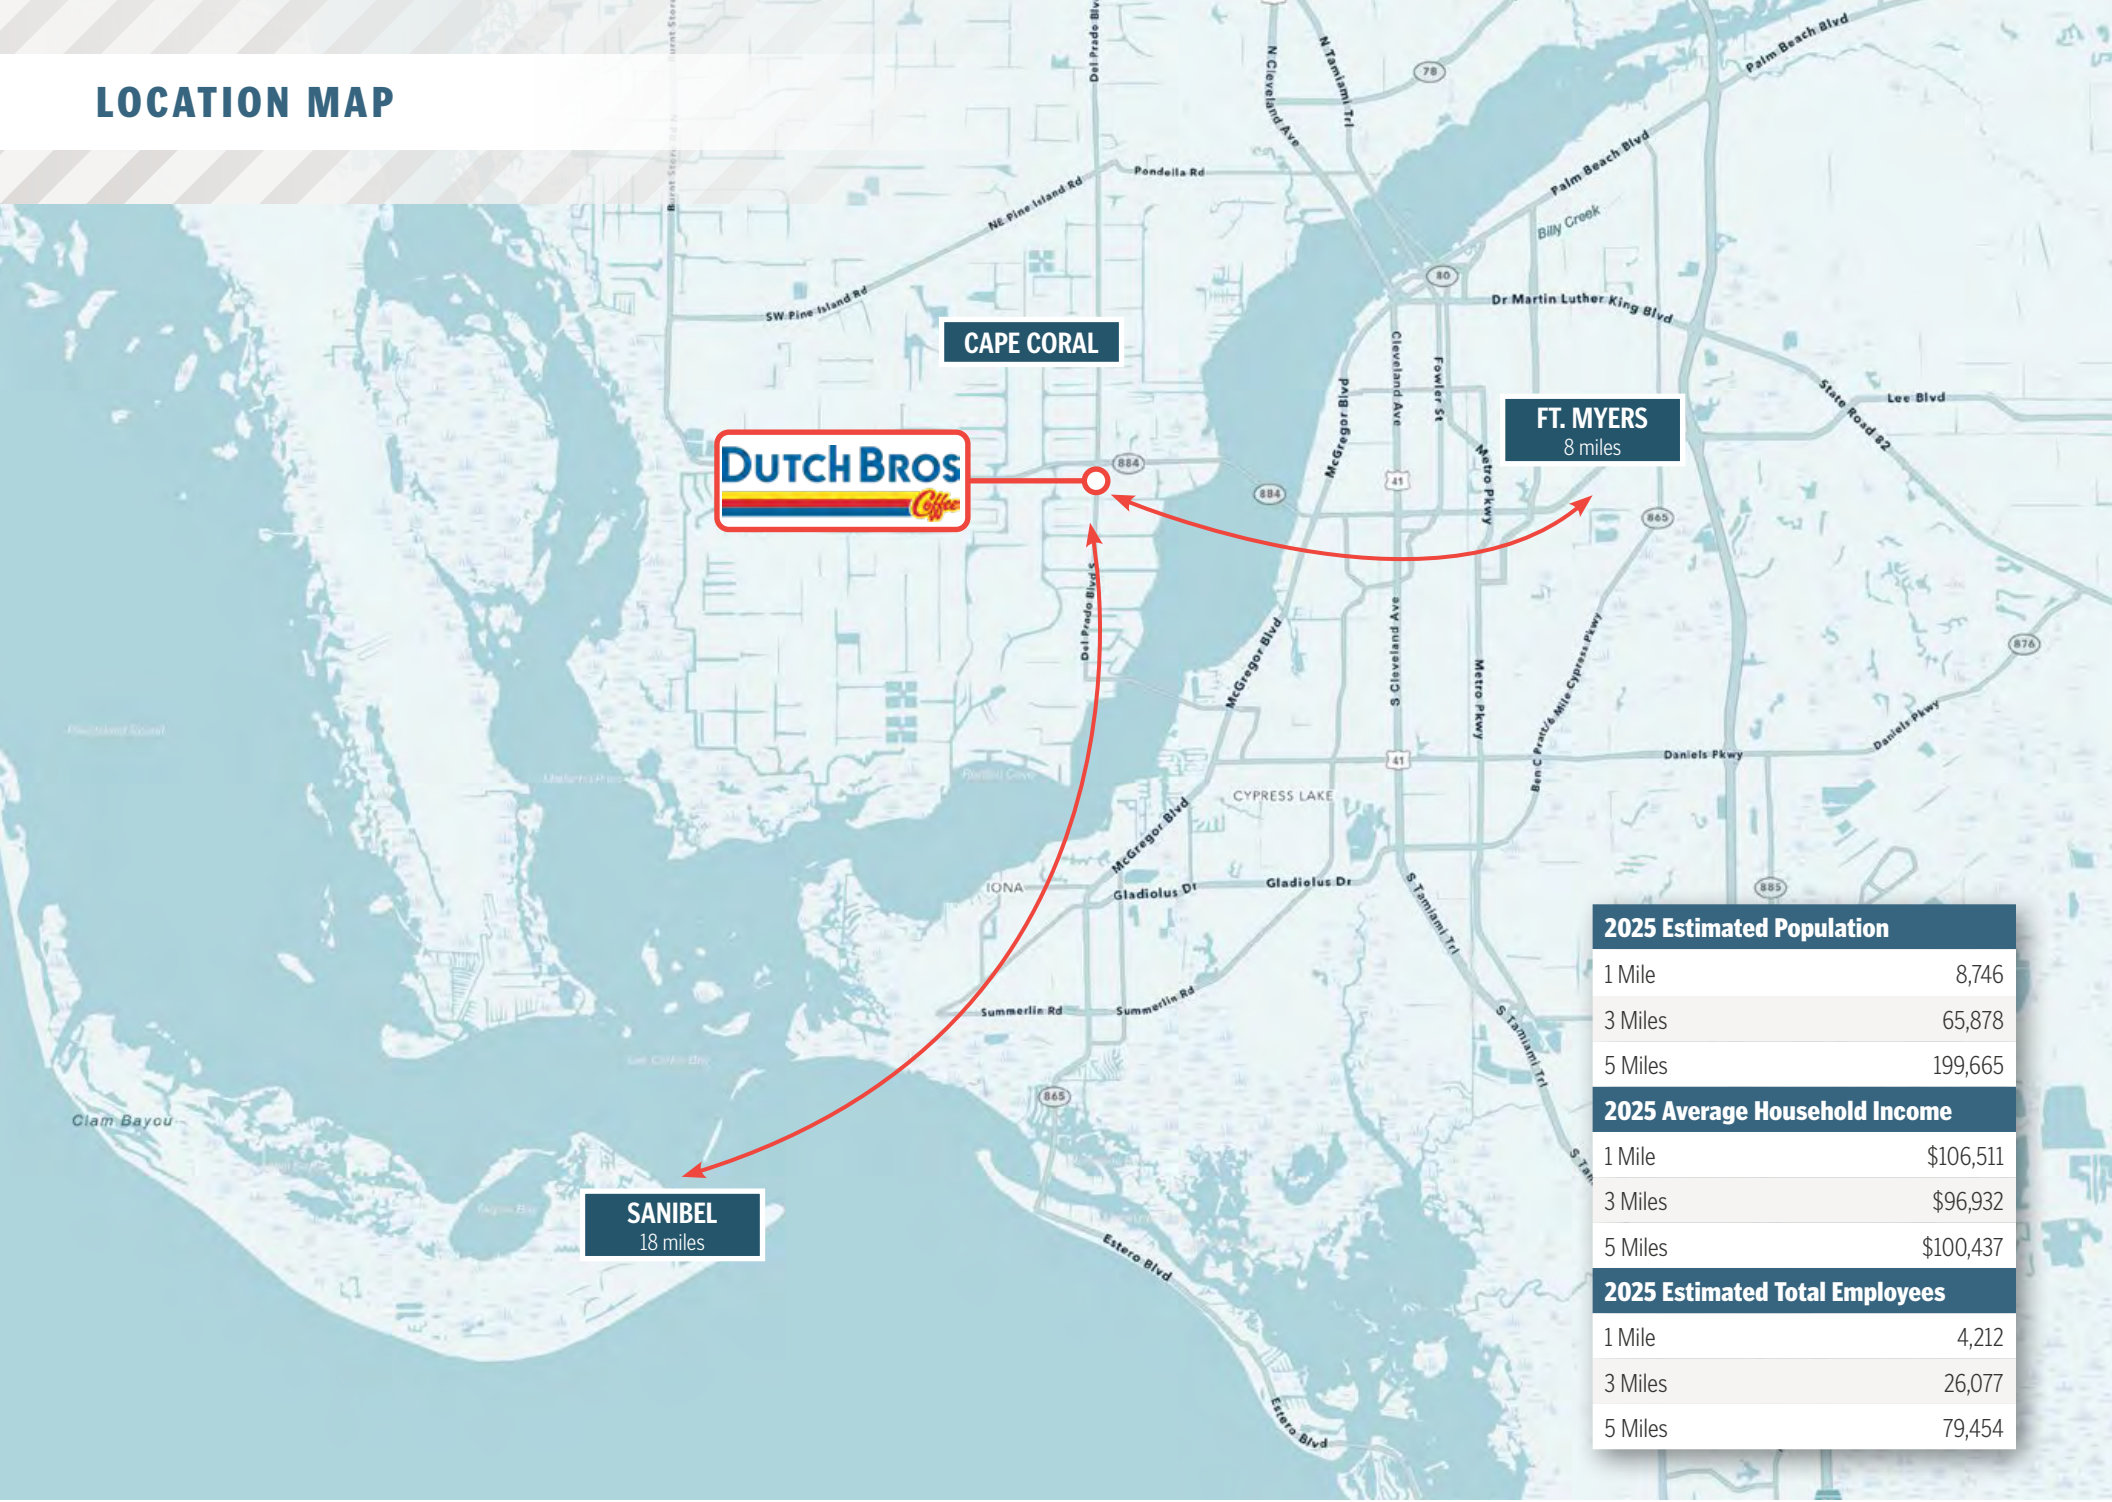 LOCATION MAP
Del Prado Blv
N Cleveland Ave
N Tamiami Trl
78
Palm Beach Blvd
Palm Beach Blvd
Billy Creek
Pondella Rd
NE Pine Island Rd
SW Pine Island Rd
80
Dr Martin Luther King Blvd
CAPE CORAL
Cleveland Ave
Fowler St
McGregor Blvd
Metro Pkwy
FT. MYERS
8 miles
State Road 82
Lee Blvd
DUTCH BROS
Coffee
884
884
41
865
Del Prado Blvd S
McGregor Blvd
S Cleveland Ave
Metro Pkwy
Ben C Pratt/6 Mile Cypress Pkwy
876
Daniels Pkwy
Daniels Pkwy
41
CYPRESS LAKE
McGregor Blvd
IONA
Gladiolus Dr
Gladiolus Dr
885
S Tamiami Trl
Summerlin Rd
Summerlin Rd
S Tamiami Trl
865
Clam Bayou
S Tam
SANIBEL
18 miles
Estero Blvd
Estero Blvd
2025 Estimated Population
1 Mile 8,746
3 Miles 65,878
5 Miles 199,665
2025 Average Household Income
1 Mile $106,511
3 Miles $96,932
5 Miles $100,437
2025 Estimated Total Employees
1 Mile 4,212
3 Miles 26,077
5 Miles 79,454